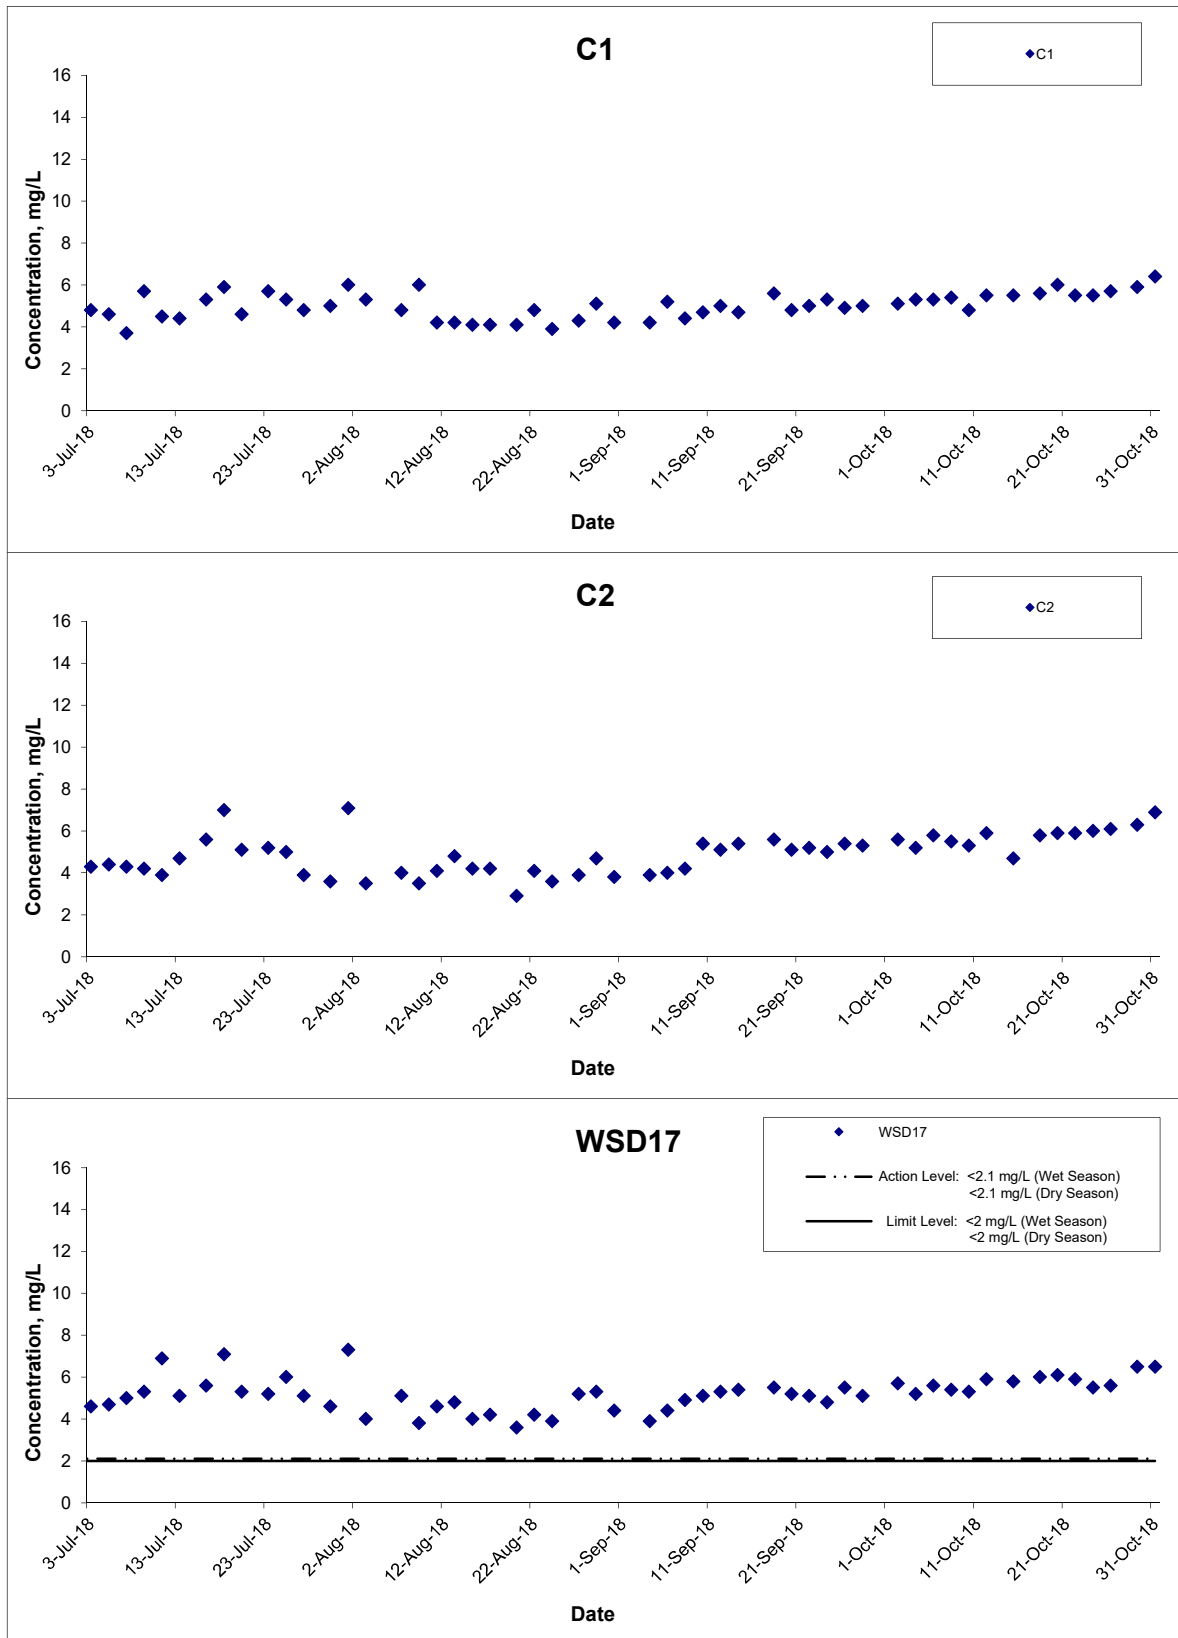 C1
C1
16
14
12
10
8
6
4
2
0
Concentration, mg/L
3-Jul-18
13-Jul-18
23-Jul-18
2-Aug-18
12-Aug-18
22-Aug-18
1-Sep-18
11-Sep-18
21-Sep-18
1-Oct-18
11-Oct-18
21-Oct-18
31-Oct-18
Date
C2
C2
16
14
12
10
8
6
4
2
0
Concentration, mg/L
3-Jul-18
13-Jul-18
23-Jul-18
2-Aug-18
12-Aug-18
22-Aug-18
1-Sep-18
11-Sep-18
21-Sep-18
1-Oct-18
11-Oct-18
21-Oct-18
31-Oct-18
Date
WSD17
WSD17
Action Level: <2.1 mg/L (Wet Season)
<2.1 mg/L (Dry Season)
Limit Level: <2 mg/L (Wet Season)
<2 mg/L (Dry Season)
16
14
12
10
8
6
4
2
0
Concentration, mg/L
3-Jul-18
13-Jul-18
23-Jul-18
2-Aug-18
12-Aug-18
22-Aug-18
1-Sep-18
11-Sep-18
21-Sep-18
1-Oct-18
11-Oct-18
21-Oct-18
31-Oct-18
Date